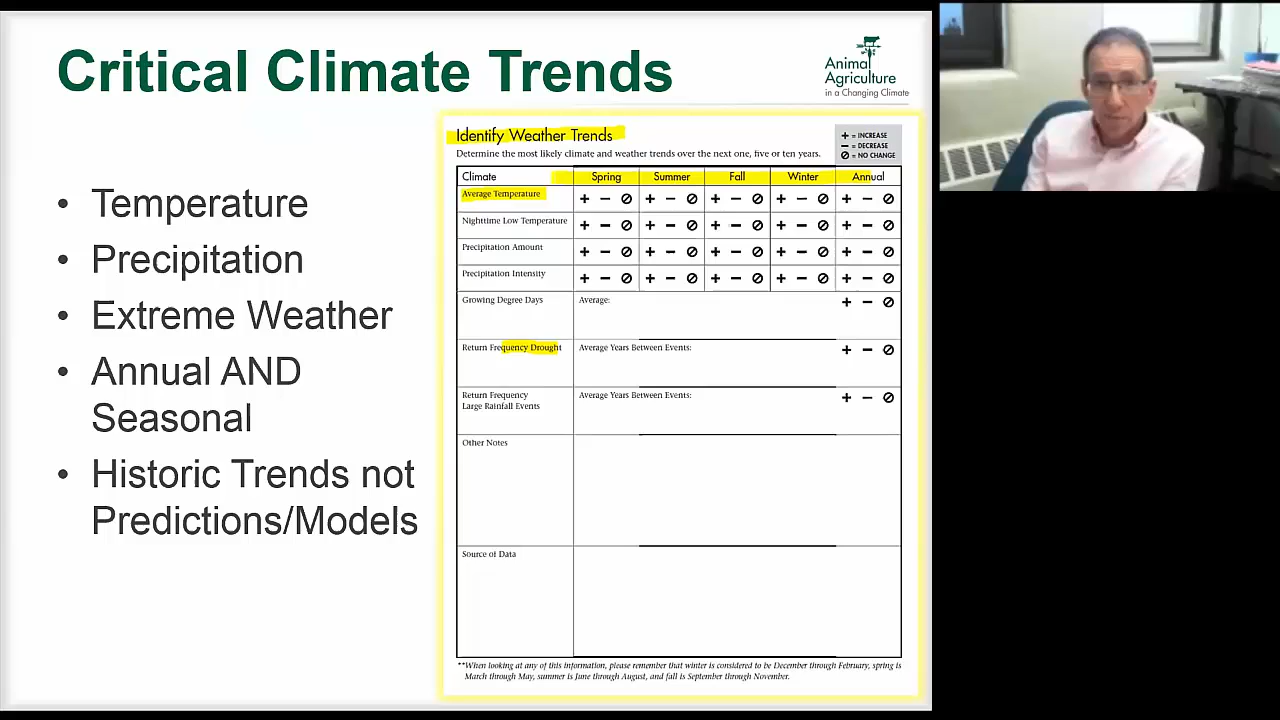 Critical Climate Trends
Animal
Agriculture
in a Changing Climate
• Temperature
• Precipitation
• Extreme Weather
• Annual AND
Seasonal
• Historic Trends not
Predictions/Models
Identify Weather Trends
Determine the most likely climate and weather trends over the next one, five or ten years.
+ = INCREASE
− = DECREASE
⊘ = NO CHANGE
Climate Spring Summer Fall Winter Annual
Average Temperature + − ⊘ + − ⊘ + − ⊘ + − ⊘ + − ⊘
Nighttime Low Temperature + − ⊘ + − ⊘ + − ⊘ + − ⊘ + − ⊘
Precipitation Amount + − ⊘ + − ⊘ + − ⊘ + − ⊘ + − ⊘
Precipitation Intensity + − ⊘ + − ⊘ + − ⊘ + − ⊘ + − ⊘
Growing Degree Days Average: + − ⊘
Return Frequency Drought Average Years Between Events: + − ⊘
Return Frequency Average Years Between Events: + − ⊘
Large Rainfall Events
Other Notes
Source of Data
**When looking at any of this information, please remember that winter is considered to be December through February, spring is
March through May, summer is June through August, and fall is September through November.